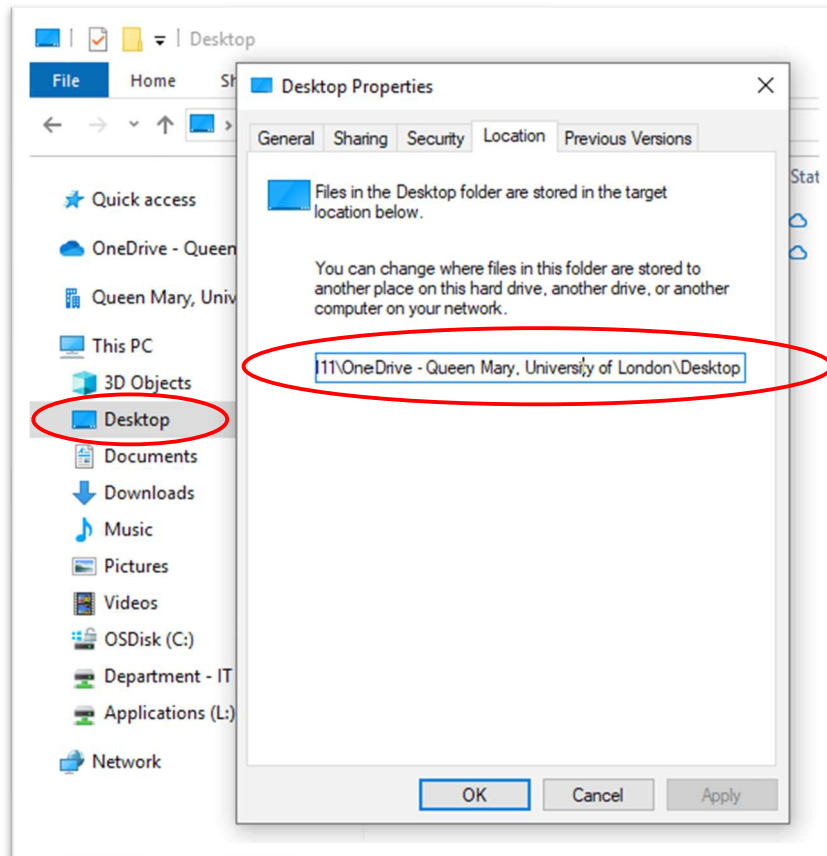 Desktop
File Home Sh
Desktop Properties
General Sharing Security Location Previous Versions
Files in the Desktop folder are stored in the target
location below.
You can change where files in this folder are stored to
another place on this hard drive, another drive, or another
computer on your network.
111\OneDrive - Queen Mary, University of London\Desktop
OK Cancel Apply
Stat
Quick access
OneDrive - Queen
Queen Mary, Univ
This PC
3D Objects
Desktop
Documents
Downloads
Music
Pictures
Videos
OSDisk (C:)
Department - IT
Applications (L:)
Network